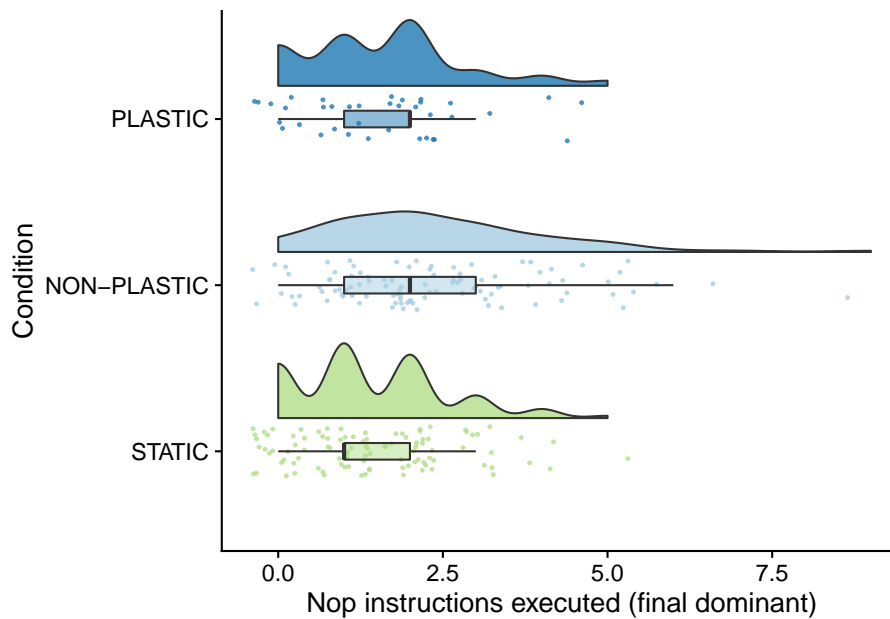 Condition
PLASTIC
NON−PLASTIC
STATIC
0.0 2.5 5.0 7.5
Nop instructions executed (final dominant)